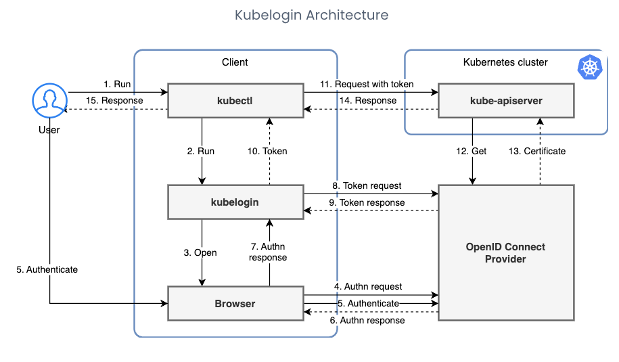 Kubelogin Architecture
Client
Kubernetes cluster
1. Run
15. Response
User
kubectl
11. Request with token
14. Response
kube-apiserver
2. Run
10. Token
12. Get
13. Certificate
8. Token request
9. Token response
kubelogin
3. Open
7. Authn
response
OpenID Connect
Provider
5. Authenticate
4. Authn request
5. Authenticate
6. Authn response
Browser